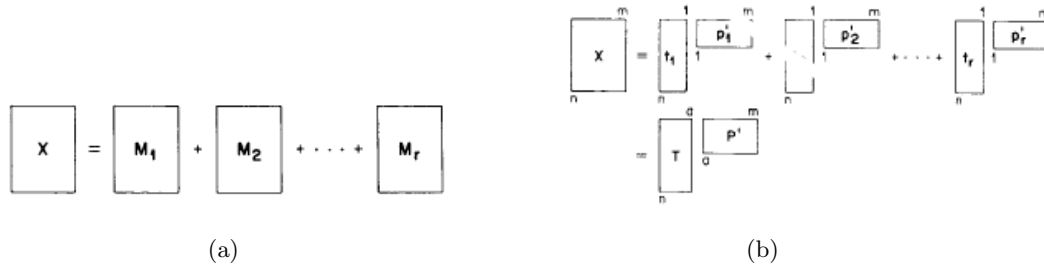 X = M1 + M2 + · · · · + Mr
(a)
m 1 m 1 m 1
X = t1 p'1 + p'2 + · · · · + tr p'r
1 1 1
n n n n
a m
= T P'
a
n
(b)